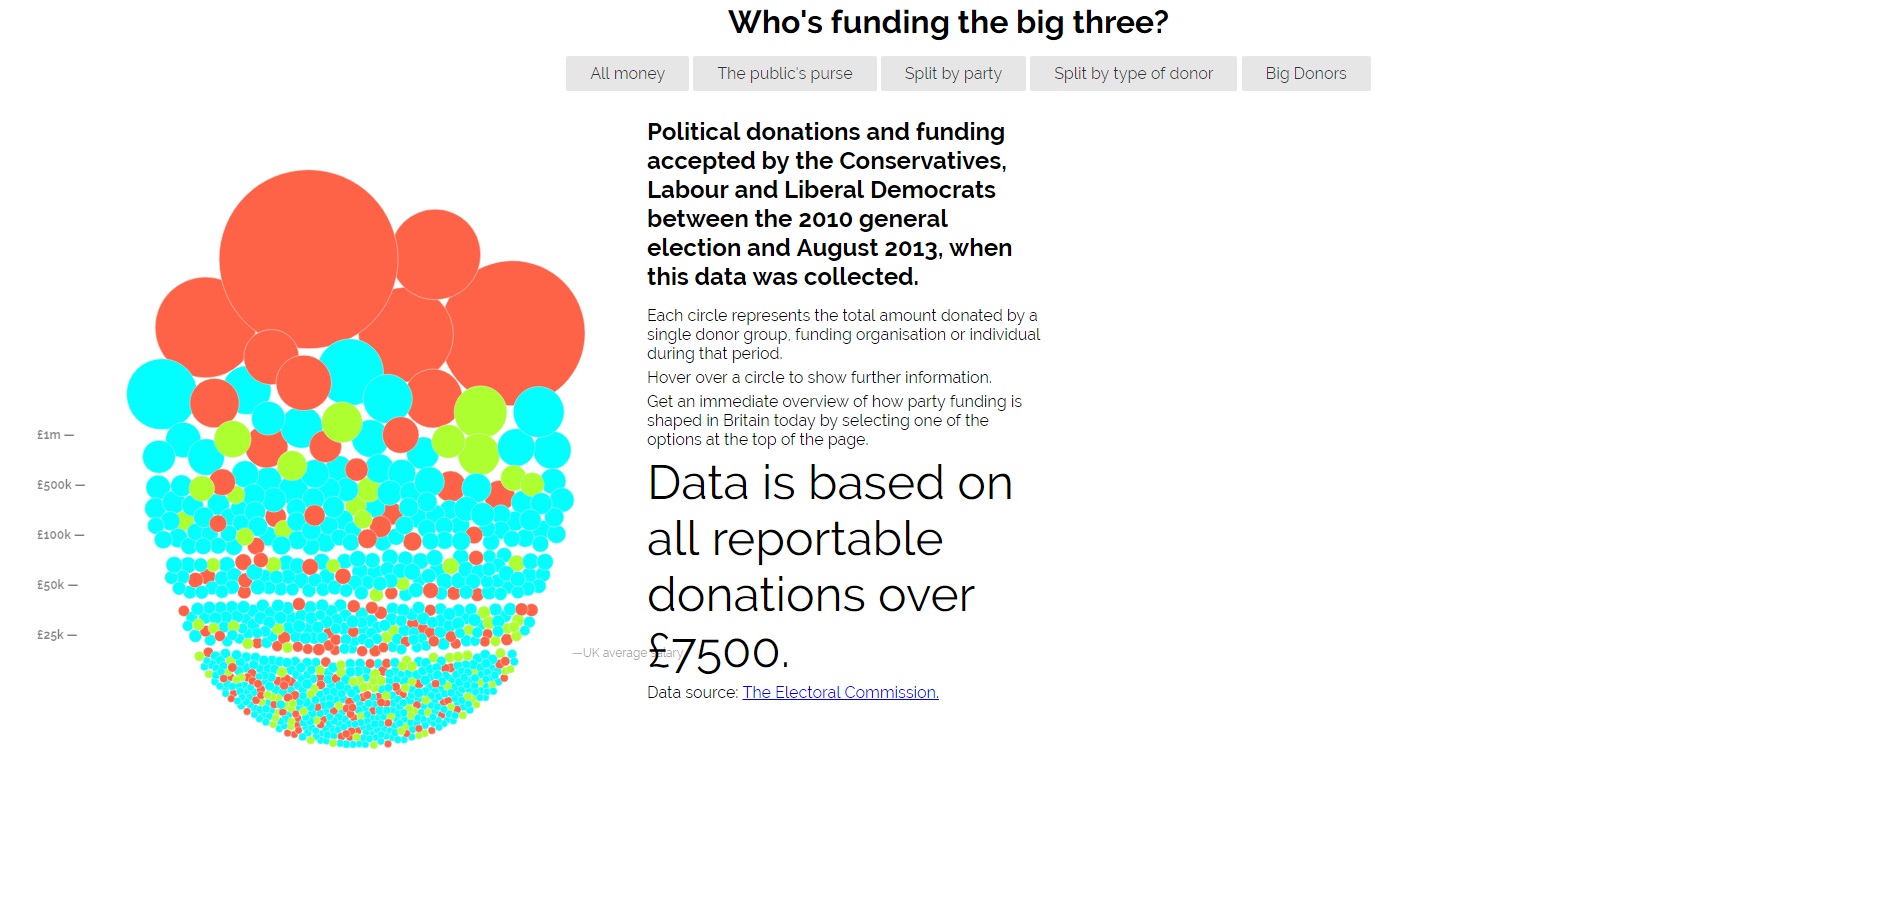 Who's funding the big three?
All money
The public's purse
Split by party
Split by type of donor
Big Donors
Political donations and funding
accepted by the Conservatives,
Labour and Liberal Democrats
between the 2010 general
election and August 2013, when
this data was collected.
Each circle represents the total amount donated by a
single donor group, funding organisation or individual
during that period.
Hover over a circle to show further information.
Get an immediate overview of how party funding is
shaped in Britain today by selecting one of the
options at the top of the page.
Data is based on
all reportable
donations over
£7500.
Data source: The Electoral Commission.
£1m —
£500k —
£100k —
£50k —
£25k —
—UK average salary